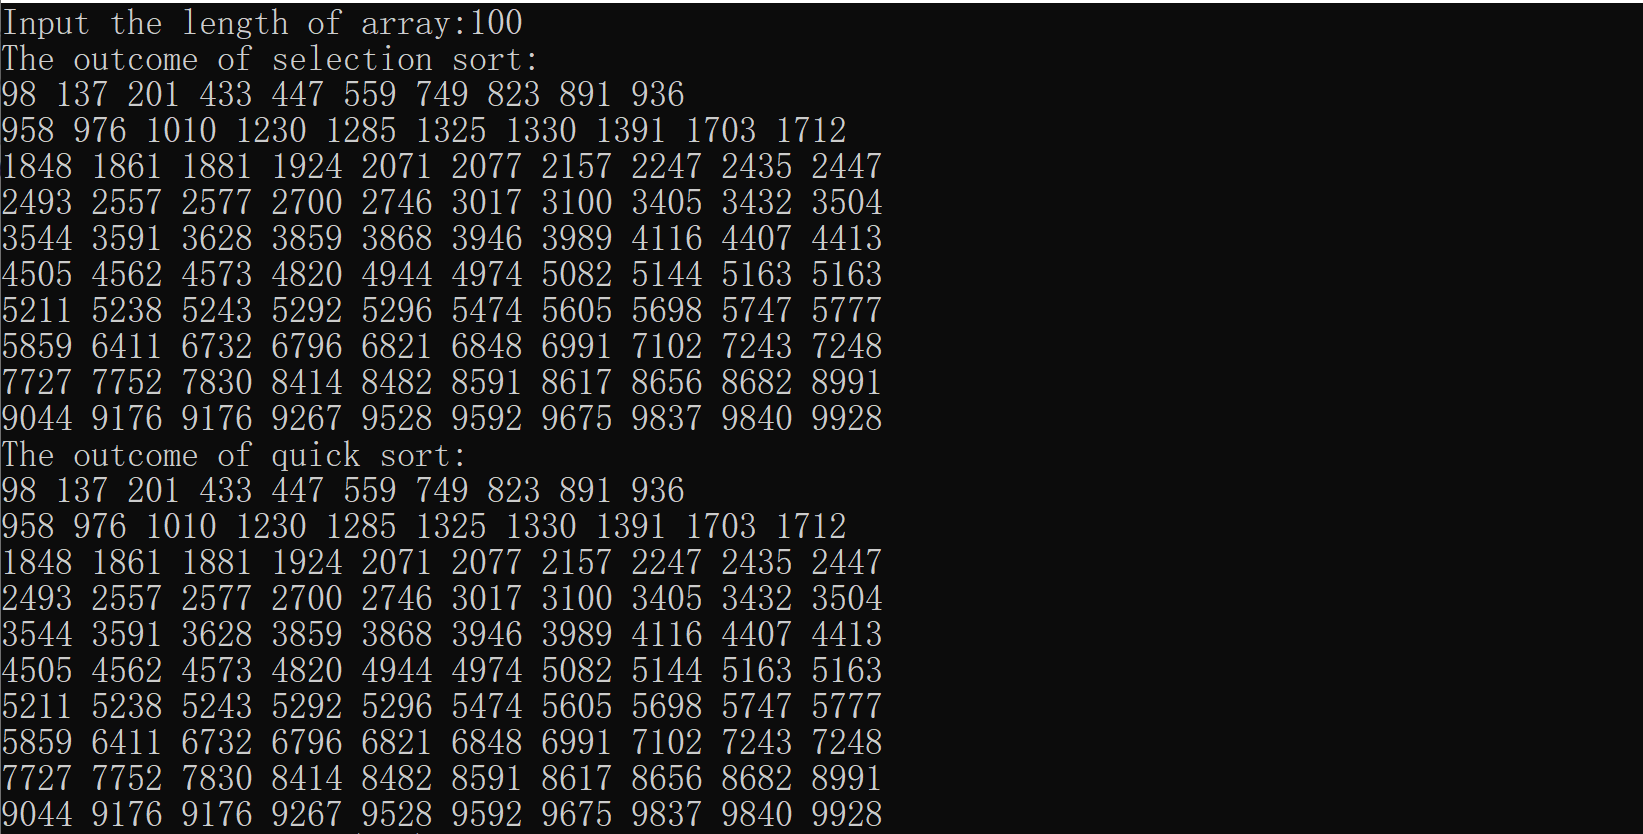 Input the length of array:100
The outcome of selection sort:
98 137 201 433 447 559 749 823 891 936
958 976 1010 1230 1285 1325 1330 1391 1703 1712
1848 1861 1881 1924 2071 2077 2157 2247 2435 2447
2493 2557 2577 2700 2746 3017 3100 3405 3432 3504
3544 3591 3628 3859 3868 3946 3989 4116 4407 4413
4505 4562 4573 4820 4944 4974 5082 5144 5163 5163
5211 5238 5243 5292 5296 5474 5605 5698 5747 5777
5859 6411 6732 6796 6821 6848 6991 7102 7243 7248
7727 7752 7830 8414 8482 8591 8617 8656 8682 8991
9044 9176 9176 9267 9528 9592 9675 9837 9840 9928
The outcome of quick sort:
98 137 201 433 447 559 749 823 891 936
958 976 1010 1230 1285 1325 1330 1391 1703 1712
1848 1861 1881 1924 2071 2077 2157 2247 2435 2447
2493 2557 2577 2700 2746 3017 3100 3405 3432 3504
3544 3591 3628 3859 3868 3946 3989 4116 4407 4413
4505 4562 4573 4820 4944 4974 5082 5144 5163 5163
5211 5238 5243 5292 5296 5474 5605 5698 5747 5777
5859 6411 6732 6796 6821 6848 6991 7102 7243 7248
7727 7752 7830 8414 8482 8591 8617 8656 8682 8991
9044 9176 9176 9267 9528 9592 9675 9837 9840 9928